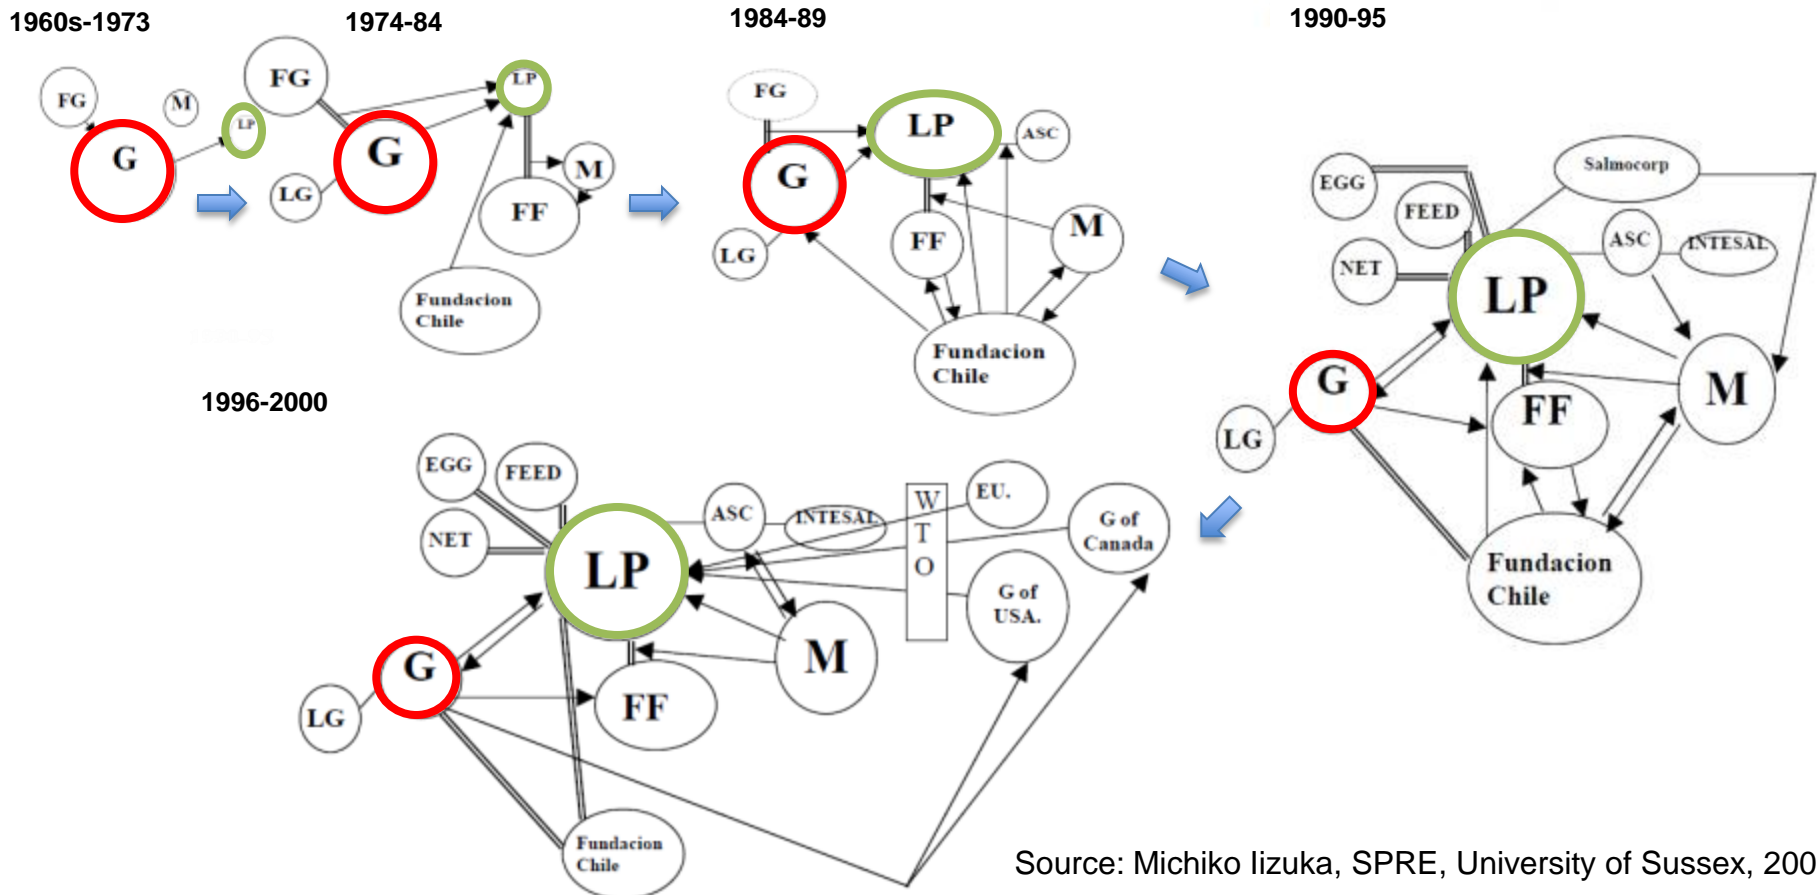 1960s-1973
FG
M
LP
G
1974-84
FG
LP
G
M
LG
FF
Fundacion
Chile
1984-89
FG
LP
ASC
G
M
FF
LG
Fundacion
Chile
1990-95
Salmocorp
EGG
FEED
ASC
INTESAL
NET
LP
G
M
FF
LG
Fundacion
Chile
1996-2000
EGG
FEED
ASC
INTESAL
W
T
O
EU.
G of
Canada
NET
LP
G of
USA.
G
M
LG
FF
Fundacion
Chile
Source: Michiko Iizuka, SPRE, University of Sussex, 200